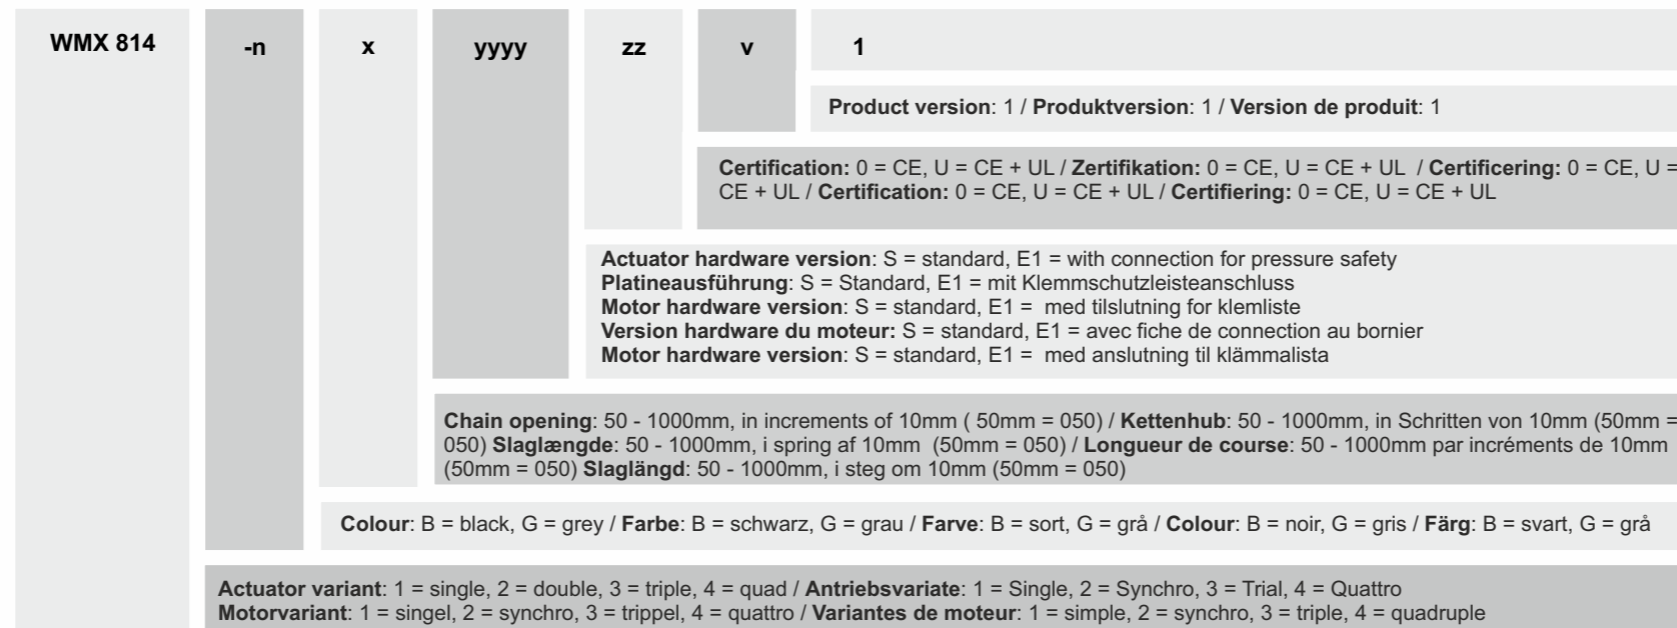 WMX 814 -n x yyyy zz v 1
Product version: 1 / Produktversion: 1 / Version de produit: 1
Certification: 0 = CE, U = CE + UL / Zertifikation: 0 = CE, U = CE + UL / Certificering: 0 = CE, U =
CE + UL / Certification: 0 = CE, U = CE + UL / Certifiering: 0 = CE, U = CE + UL
Actuator hardware version: S = standard, E1 = with connection for pressure safety
Platineausführung: S = Standard, E1 = mit Klemmschutzleisteanschluss
Motor hardware version: S = standard, E1 = med tilslutning for klemliste
Version hardware du moteur: S = standard, E1 = avec fiche de connection au bornier
Motor hardware version: S = standard, E1 = med anslutning til klämmalista
Chain opening: 50 - 1000mm, in increments of 10mm ( 50mm = 050) / Kettenhub: 50 - 1000mm, in Schritten von 10mm (50mm =
050) Slaglængde: 50 - 1000mm, i spring af 10mm (50mm = 050) / Longueur de course: 50 - 1000mm par incréments de 10mm
(50mm = 050) Slaglängd: 50 - 1000mm, i steg om 10mm (50mm = 050)
Colour: B = black, G = grey / Farbe: B = schwarz, G = grau / Farve: B = sort, G = grå / Colour: B = noir, G = gris / Färg: B = svart, G = grå
Actuator variant: 1 = single, 2 = double, 3 = triple, 4 = quad / Antriebsvariate: 1 = Single, 2 = Synchro, 3 = Trial, 4 = Quattro
Motorvariant: 1 = singel, 2 = synchro, 3 = trippel, 4 = quattro / Variantes de moteur: 1 = simple, 2 = synchro, 3 = triple, 4 = quadruple